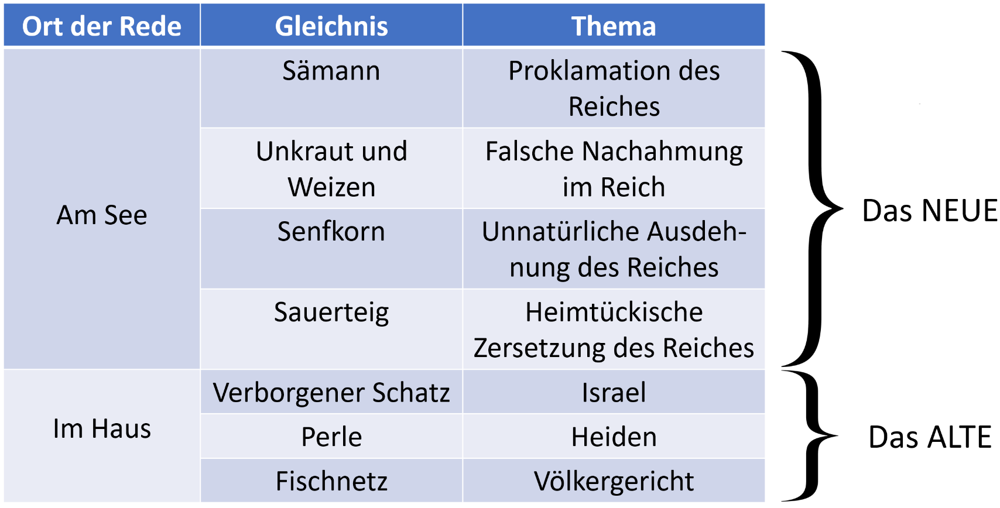 Ort der Rede Gleichnis Thema
Sämann Proklamation des
Reiches
Unkraut und Falsche Nachahmung
Weizen im Reich
Am See
Das NEUE
Senfkorn Unnatürliche Ausdeh-
nung des Reiches
Sauerteig Heimtückische
Zersetzung des Reiches
Verborgener Schatz Israel
Im Haus
Perle Heiden
Das ALTE
Fischnetz Völkergericht